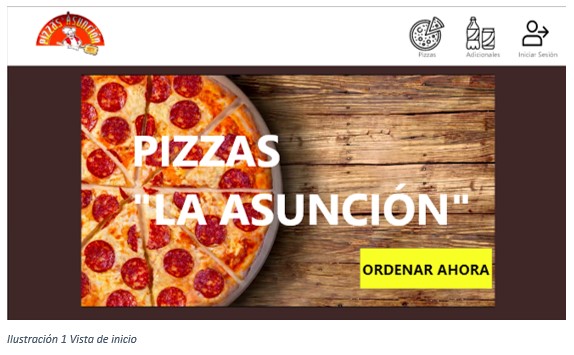 PIZZAS ASUNCIÓN
Pizzas
Adicionales
Iniciar Sesión
PIZZAS
"LA ASUNCIÓN"
ORDENAR AHORA
Ilustración 1 Vista de inicio